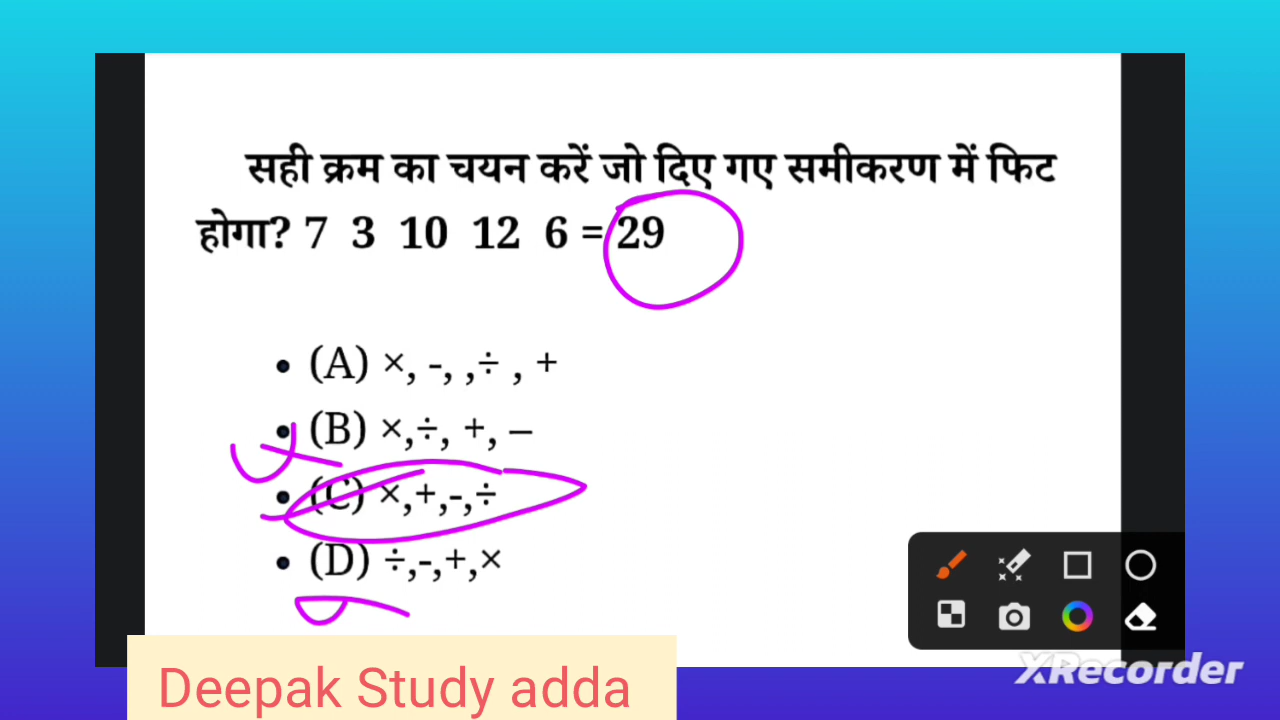 सही क्रम का चयन करें जो दिए गए समीकरण में फिट
होगा? 7 3 10 12 6 = 29
(A) ×, -, ,÷ , +
(B) ×,÷, +, –
(C) ×,+,-,÷
(D) ÷,-,+,×
Deepak Study adda
XRecorder